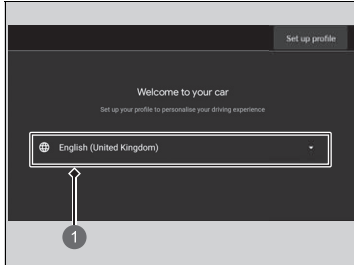 Set up profile
Welcome to your car
Set up your profile to personalise your driving experience
English (United Kingdom)
1